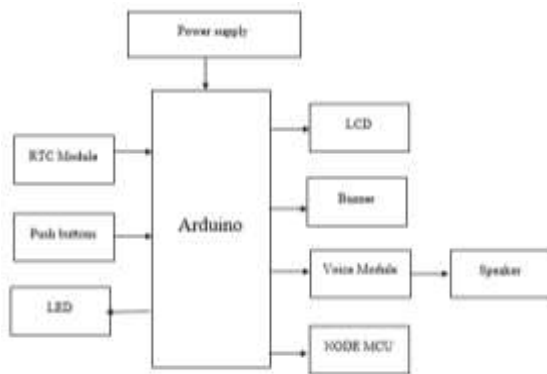 Power supply
LCD
RTC Module
Buzzer
Push buttons
Arduino
Voice Module
Speaker
LED
NODE MCU